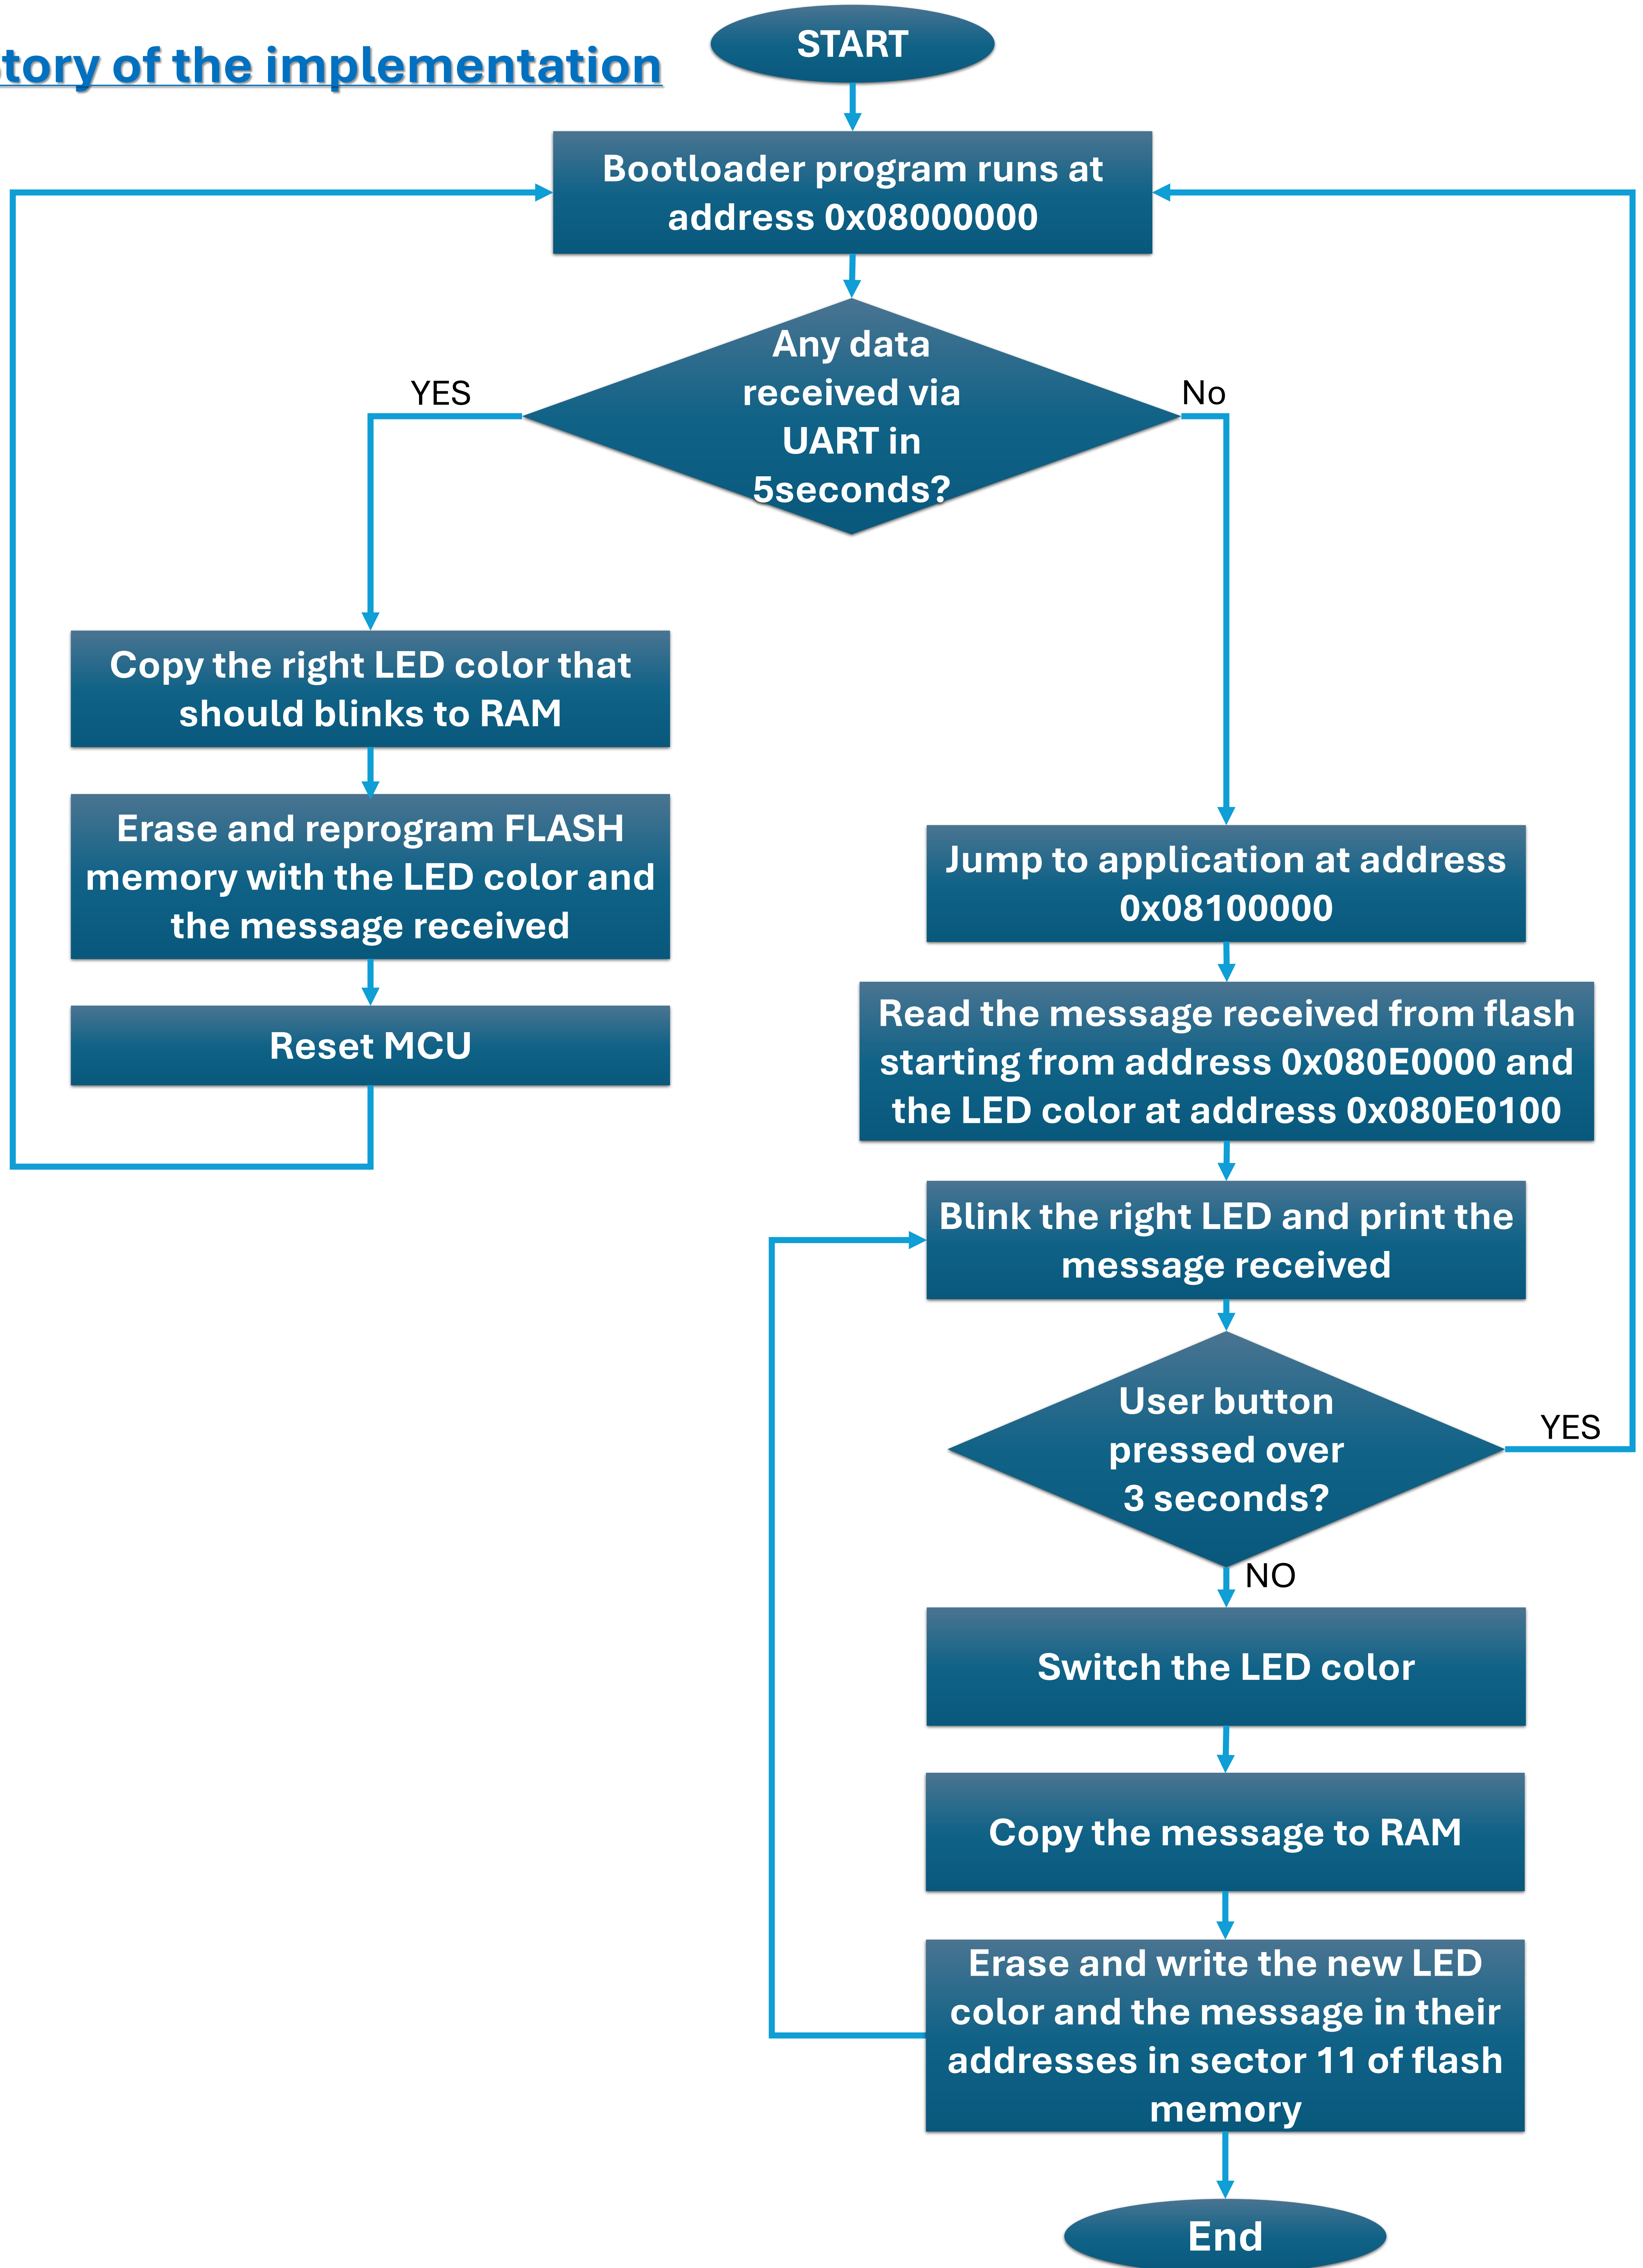 of the implementation
START
Bootloader program runs at
address 0x08000000
Any data
received via
UART in
5seconds?
YES
No
Copy the right LED color that
should blinks to RAM
Erase and reprogram FLASH
memory with the LED color and
the message received
Reset MCU
Jump to application at address
0x08100000
Read the message received from flash
starting from address 0x080E0000 and
the LED color at address 0x080E0100
Blink the right LED and print the
message received
User button
pressed over
3 seconds?
YES
NO
Switch the LED color
Copy the message to RAM
Erase and write the new LED
color and the message in their
addresses in sector 11 of flash
memory
End